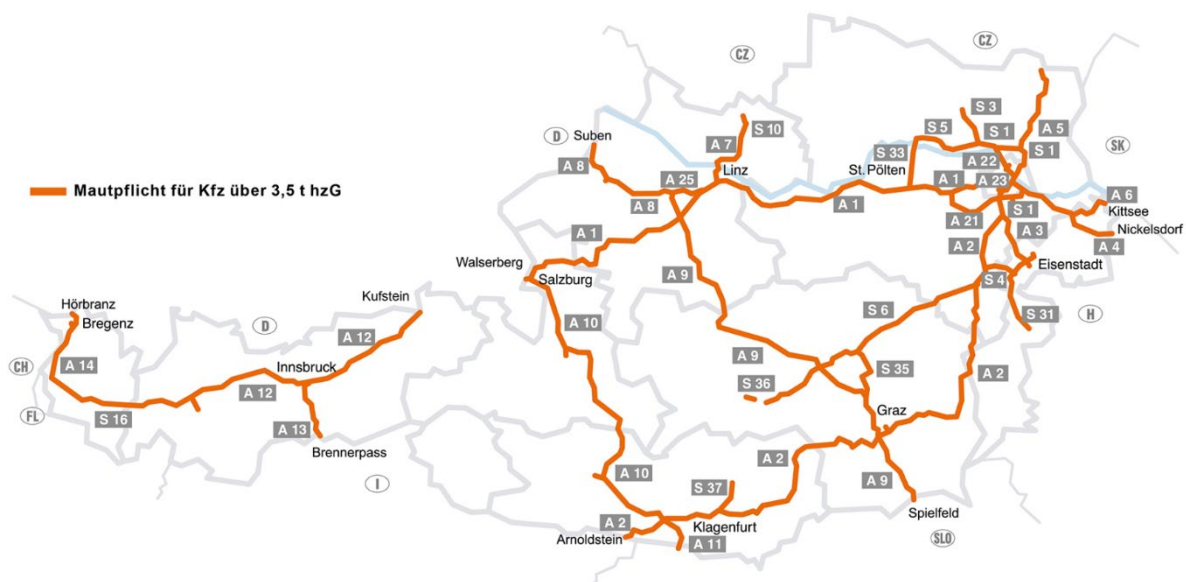 CZ
CZ
S 3
S 10
D
Suben
A 7
S 5
S 1
A 5
S 33
S 1
SK
A 8
Linz
St. Pölten
A 22
A 25
A 1
A 23
A 6
Mautpflicht für Kfz über 3,5 t hzG
A 8
A 1
S 1
Kittsee
A 21
A 3
Nickelsdorf
A 1
A 2
A 4
Walserberg
Eisenstadt
A 9
Salzburg
S 4
Kufstein
Hörbranz
S 6
S 31
H
Bregenz
D
A 10
A 12
A 9
CH
A 14
Innsbruck
S 35
A 2
S 36
A 12
FL
S 16
Graz
A 13
Brennerpass
A 2
A 10
A 9
I
S 37
Spielfeld
A 2
Klagenfurt
Arnoldstein
A 11
SLO